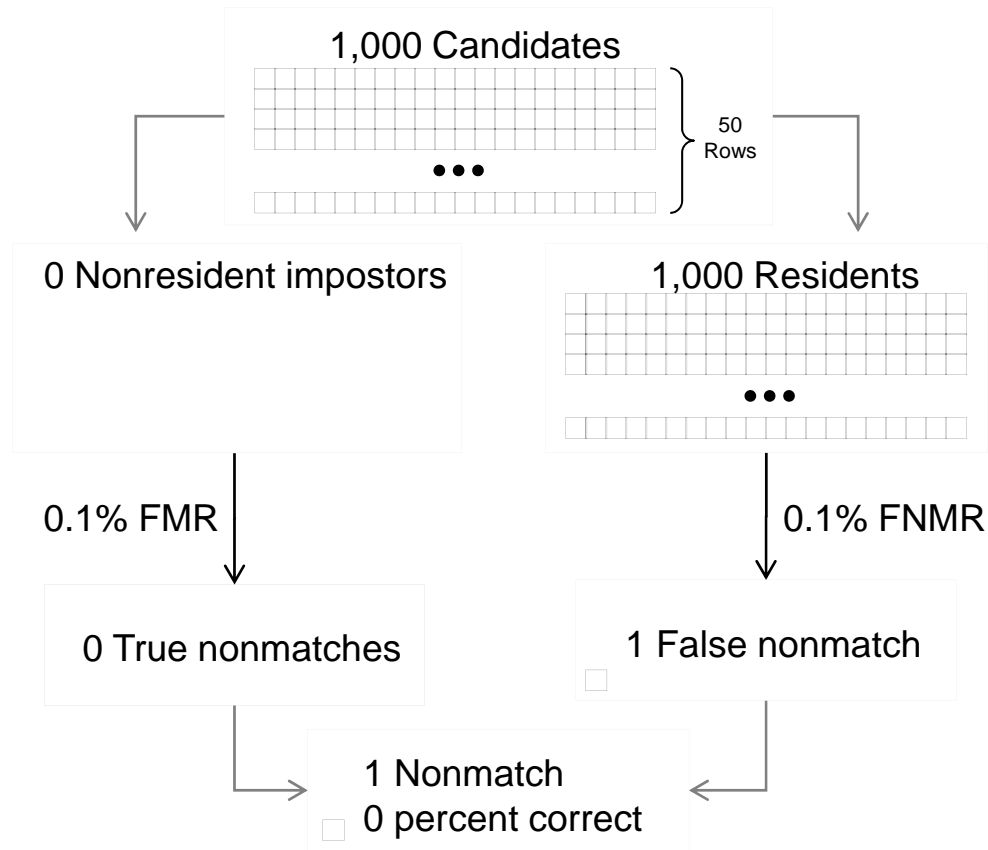 1,000 Candidates
50
Rows
0 Nonresident impostors
1,000 Residents
0.1% FMR
0.1% FNMR
0 True nonmatches
1 False nonmatch
1 Nonmatch
0 percent correct